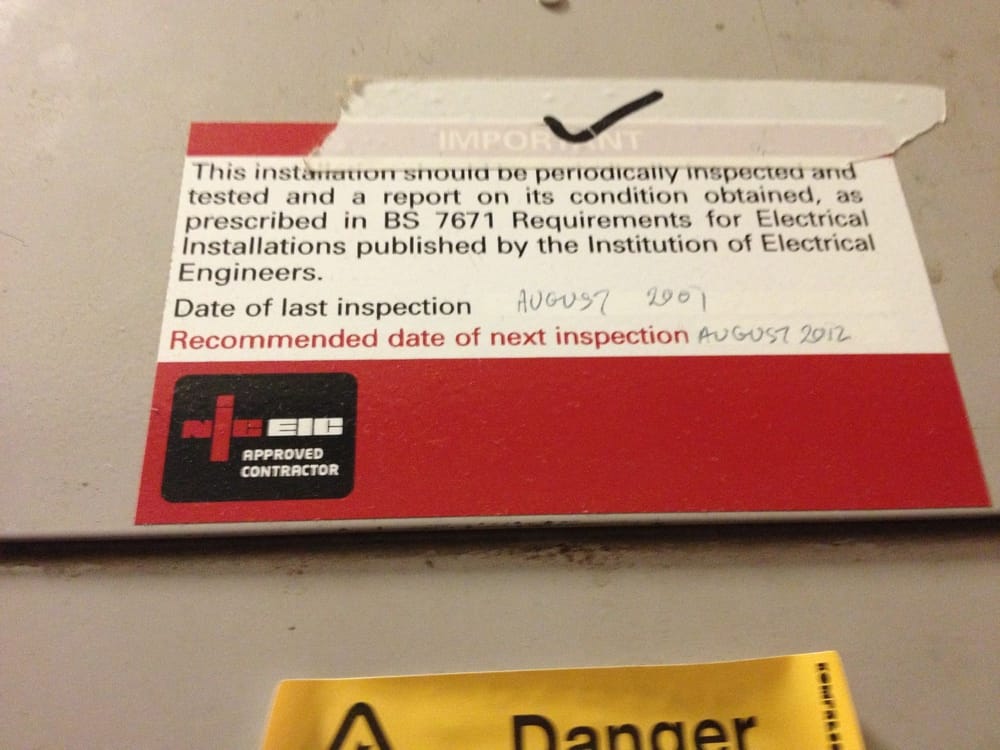 IMPORTANT
This installation should be periodically inspected and
tested and a report on its condition obtained, as
prescribed in BS 7671 Requirements for Electrical
Installations published by the Institution of Electrical
Engineers.
Date of last inspection AUGUST 2007
Recommended date of next inspection AUGUST 2012
NICEIC
APPROVED
CONTRACTOR
Danger